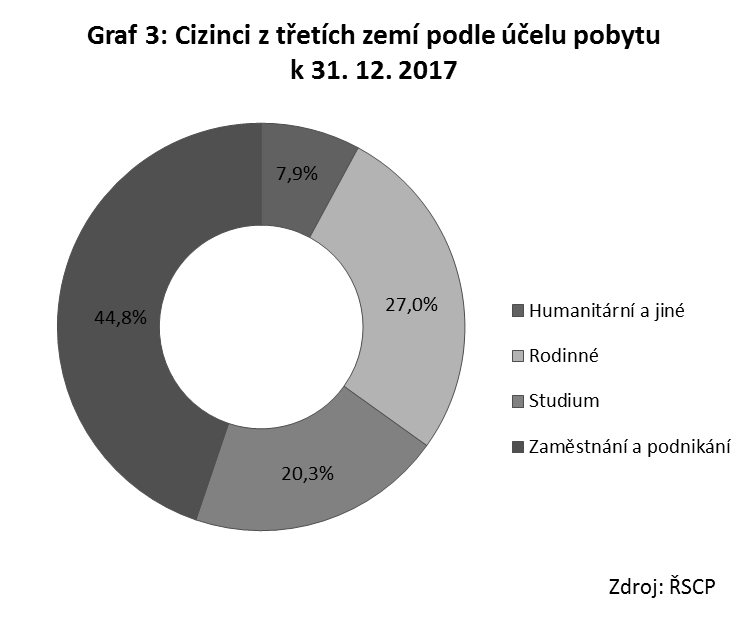 Graf 3: Cizinci z třetích zemí podle účelu pobytu
k 31. 12. 2017
7,9%
27,0%
44,8%
20,3%
Humanitární a jiné
Rodinné
Studium
Zaměstnání a podnikání
Zdroj: ŘSCP